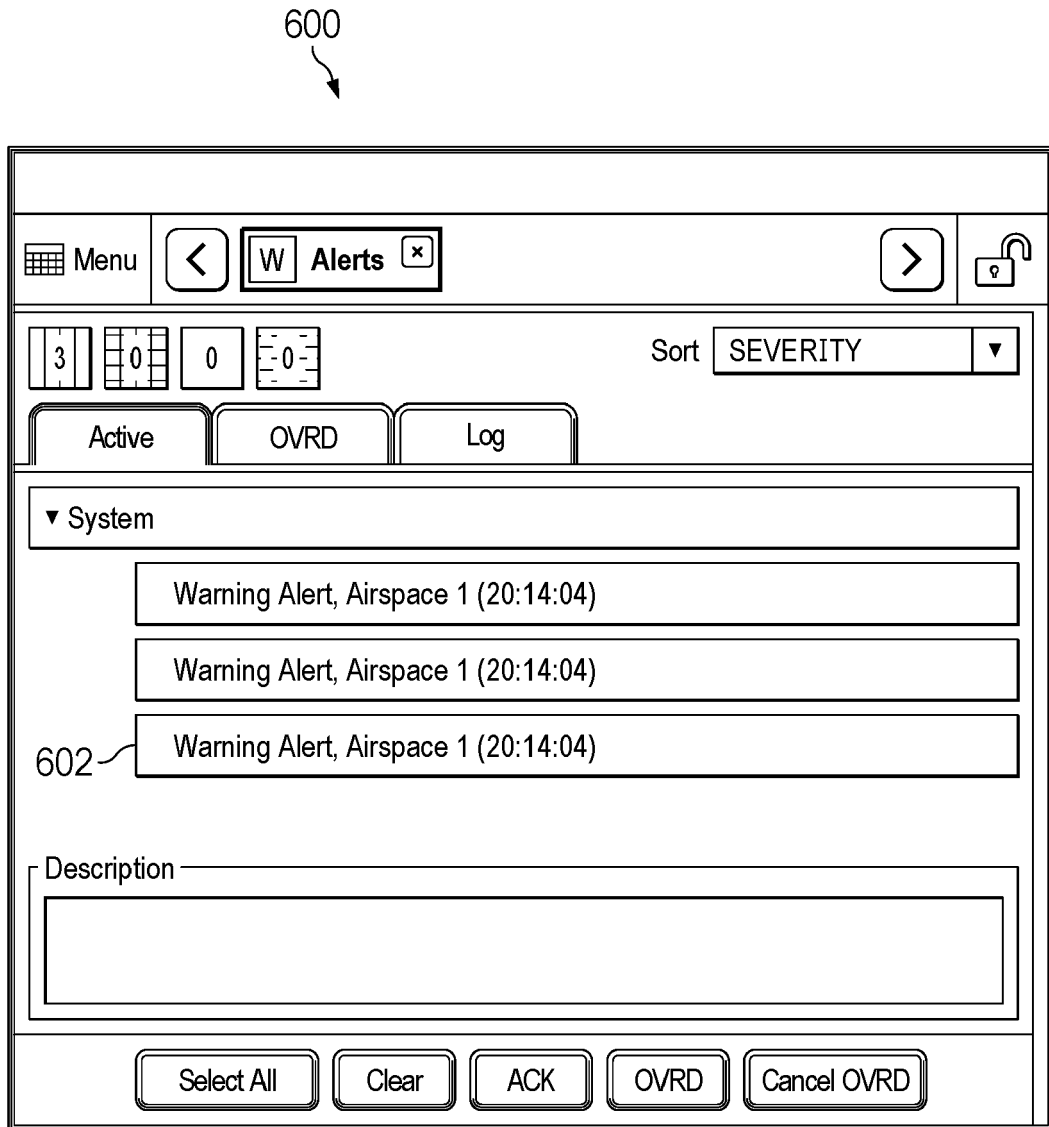 600
Menu
W Alerts
3 0 0 0
Sort SEVERITY
Active OVRD Log
System
Warning Alert, Airspace 1 (20:14:04)
Warning Alert, Airspace 1 (20:14:04)
Warning Alert, Airspace 1 (20:14:04)
602
Description
Select All Clear ACK OVRD Cancel OVRD